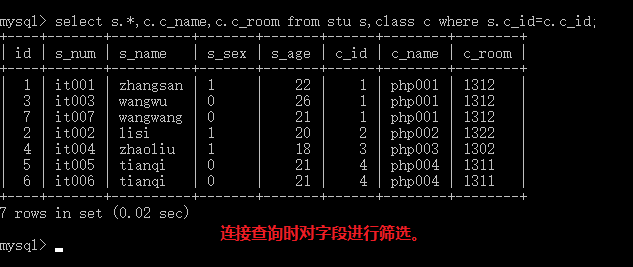 mysql> select s.*,c.c_name,c.c_room from stu s,class c where s.c_id=c.c_id;
+----+-------+----------+-------+-------+------+--------+--------+
| id | s_num | s_name   | s_sex | s_age | c_id | c_name | c_room |
+----+-------+----------+-------+-------+------+--------+--------+
|  1 | it001 | zhangsan | 1     |    22 |    1 | php001 | 1312   |
|  3 | it003 | wangwu   | 0     |    26 |    1 | php001 | 1312   |
|  7 | it007 | wangwang | 0     |    21 |    1 | php001 | 1312   |
|  2 | it002 | lisi     | 1     |    20 |    2 | php002 | 1322   |
|  4 | it004 | zhaoliu  | 1     |    18 |    3 | php003 | 1302   |
|  5 | it005 | tianqi   | 0     |    21 |    4 | php004 | 1311   |
|  6 | it006 | tianqi   | 0     |    21 |    4 | php004 | 1311   |
+----+-------+----------+-------+-------+------+--------+--------+
7 rows in set (0.02 sec)
连接查询时对字段进行筛选。
mysql> _